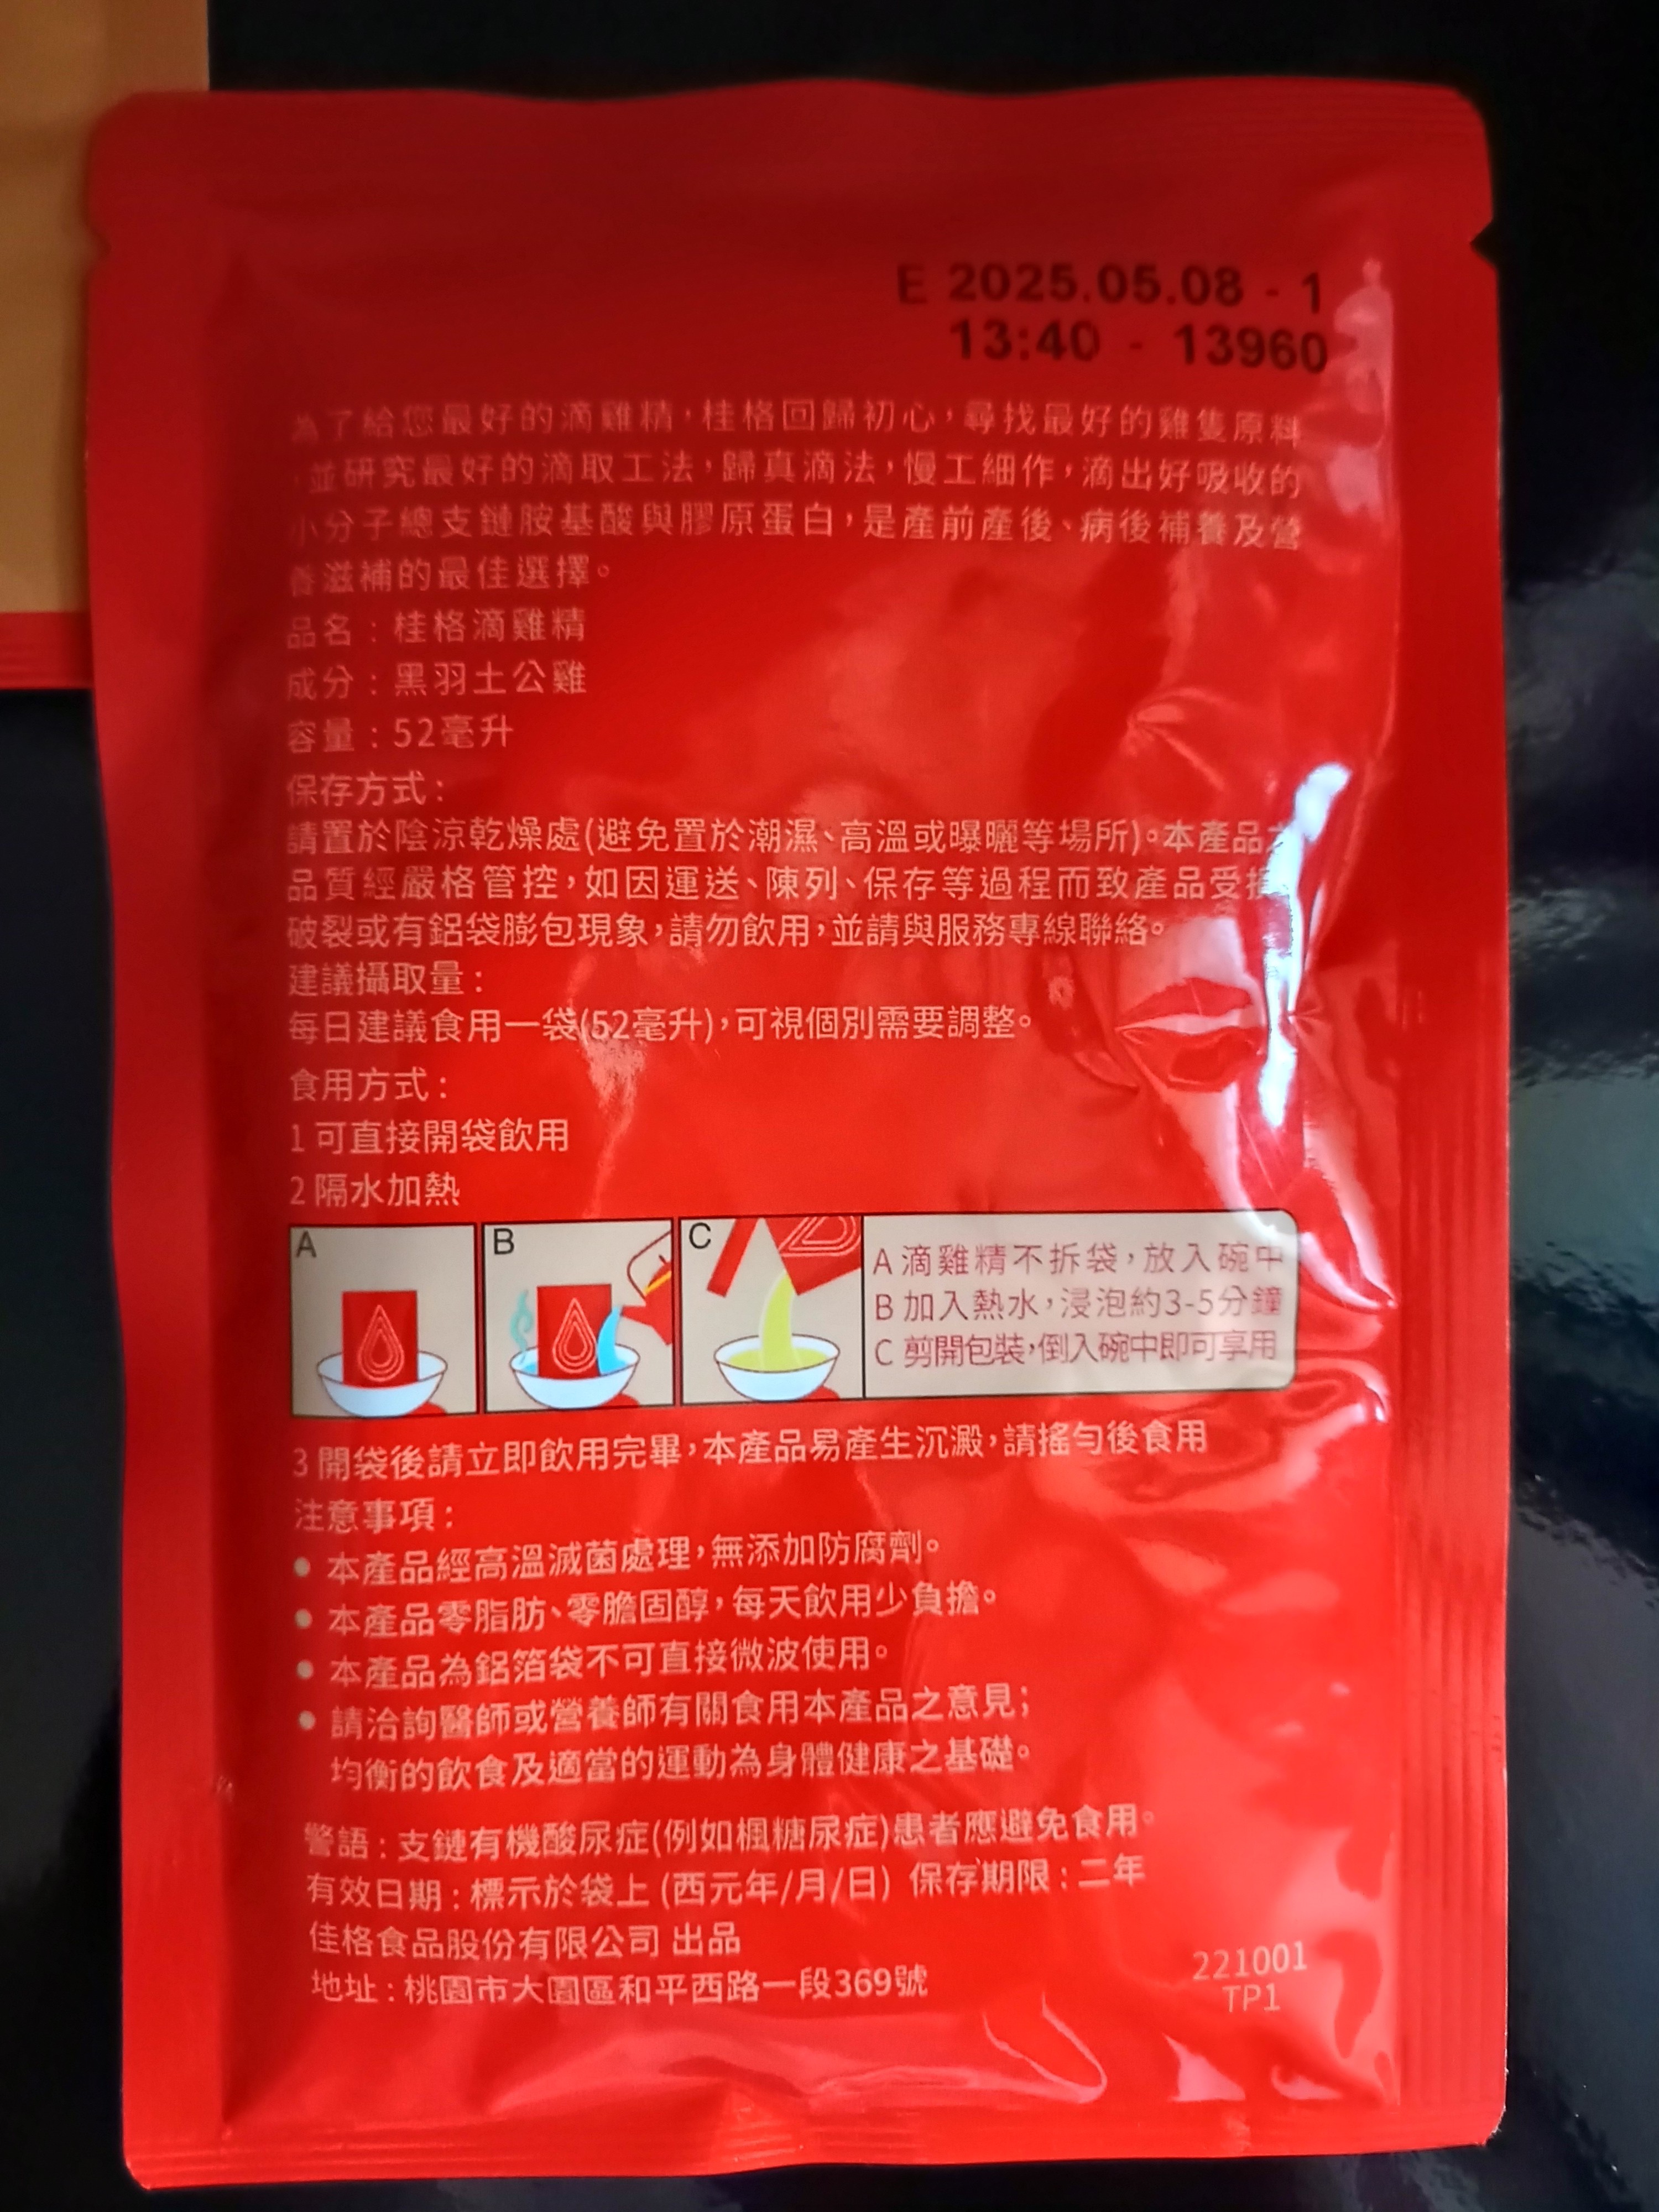 E 2025.05.08 - 1
13:40 - 13960
為了給您最好的滴雞精，桂格回歸初心，尋找最好的雞隻原料
，並研究最好的滴取工法，歸真滴法，慢工細作，滴出好吸收的
小分子總支鏈胺基酸與膠原蛋白，是產前產後、病後補養及營
養滋補的最佳選擇。
品名：桂格滴雞精
成分：黑羽土公雞
容量：52毫升
保存方式：
請置於陰涼乾燥處(避免置於潮濕、高溫或曝曬等場所)。本產品之
品質經嚴格管控，如因運送、陳列、保存等過程而致產品受損
破裂或有鋁袋膨包現象，請勿飲用，並請與服務專線聯絡。
建議攝取量：
每日建議食用一袋(52毫升)，可視個別需要調整。
食用方式：
1 可直接開袋飲用
2 隔水加熱
A B C
A 滴雞精不拆袋，放入碗中
B 加入熱水，浸泡約3-5分鐘
C 剪開包裝，倒入碗中即可享用
3 開袋後請立即飲用完畢，本產品易產生沉澱，請搖勻後食用
注意事項：
● 本產品經高溫滅菌處理，無添加防腐劑。
● 本產品零脂肪、零膽固醇，每天飲用少負擔。
● 本產品為鋁箔袋不可直接微波使用。
● 請洽詢醫師或營養師有關食用本產品之意見；
均衡的飲食及適當的運動為身體健康之基礎。
警語：支鏈有機酸尿症(例如楓糖尿症)患者應避免食用。
有效日期：標示於袋上 (西元年/月/日) 保存期限：二年
佳格食品股份有限公司 出品
地址：桃園市大園區和平西路一段369號
221001
TP1